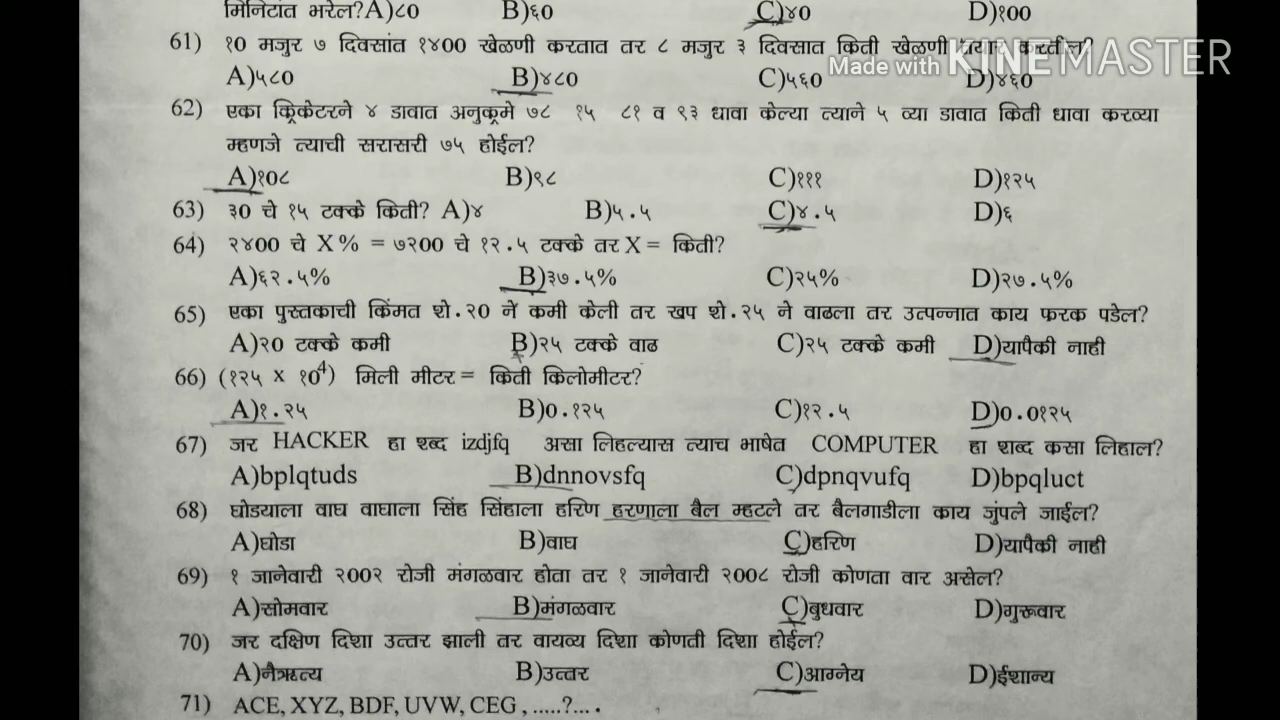 मिनिटांत भरेल? A)८० B)६० C)४० D)१००
61) १० मजुर ७ दिवसांत १४०० खेळणी करतात तर ८ मजुर ३ दिवसात किती खेळणी तयार करतील?
Made with KINEMASTER
A)५८० B)४८० C)५६० D)४६०
62) एका क्रिकेटरने ४ डावात अनुक्रमे ७८ १५ ८१ व ९३ धावा केल्या त्याने ५ व्या डावात किती धावा करव्या
म्हणजे त्याची सरासरी ७५ होईल?
A)१०८ B)९८ C)१११ D)१२५
63) ३० चे १५ टक्के किती? A)४ B)५.५ C)४.५ D)६
64) २४०० चे X% = ७२०० चे १२.५ टक्के तर X = किती?
A)६२.५% B)३७.५% C)२५% D)२७.५%
65) एका पुस्तकाची किंमत शे.२० ने कमी केली तर खप शे.२५ ने वाढला तर उत्पन्नात काय फरक पडेल?
A)२० टक्के कमी B)२५ टक्के वाढ C)२५ टक्के कमी D)यापैकी नाही
66) (१२५ x १०⁴) मिली मीटर = किती किलोमीटर?
A)१.२५ B)०.१२५ C)१२.५ D)०.०१२५
67) जर HACKER हा शब्द izdjfq असा लिहल्यास त्याच भाषेत COMPUTER हा शब्द कसा लिहाल?
A)bplqtuds B)dnnovsfq C)dpnqvufq D)bpqluct
68) घोडयाला वाघ वाघाला सिंह सिंहाला हरिण हरणाला बैल म्हटले तर बैलगाडीला काय जुंपले जाईल?
A)घोडा B)वाघ C)हरिण D)यापैकी नाही
69) १ जानेवारी २००२ रोजी मंगळवार होता तर १ जानेवारी २००८ रोजी कोणता वार असेल?
A)सोमवार B)मंगळवार C)बुधवार D)गुरूवार
70) जर दक्षिण दिशा उत्तर झाली तर वायव्य दिशा कोणती दिशा होईल?
A)नैऋत्य B)उत्तर C)आग्नेय D)ईशान्य
71) ACE, XYZ, BDF, UVW, CEG , .....?... .